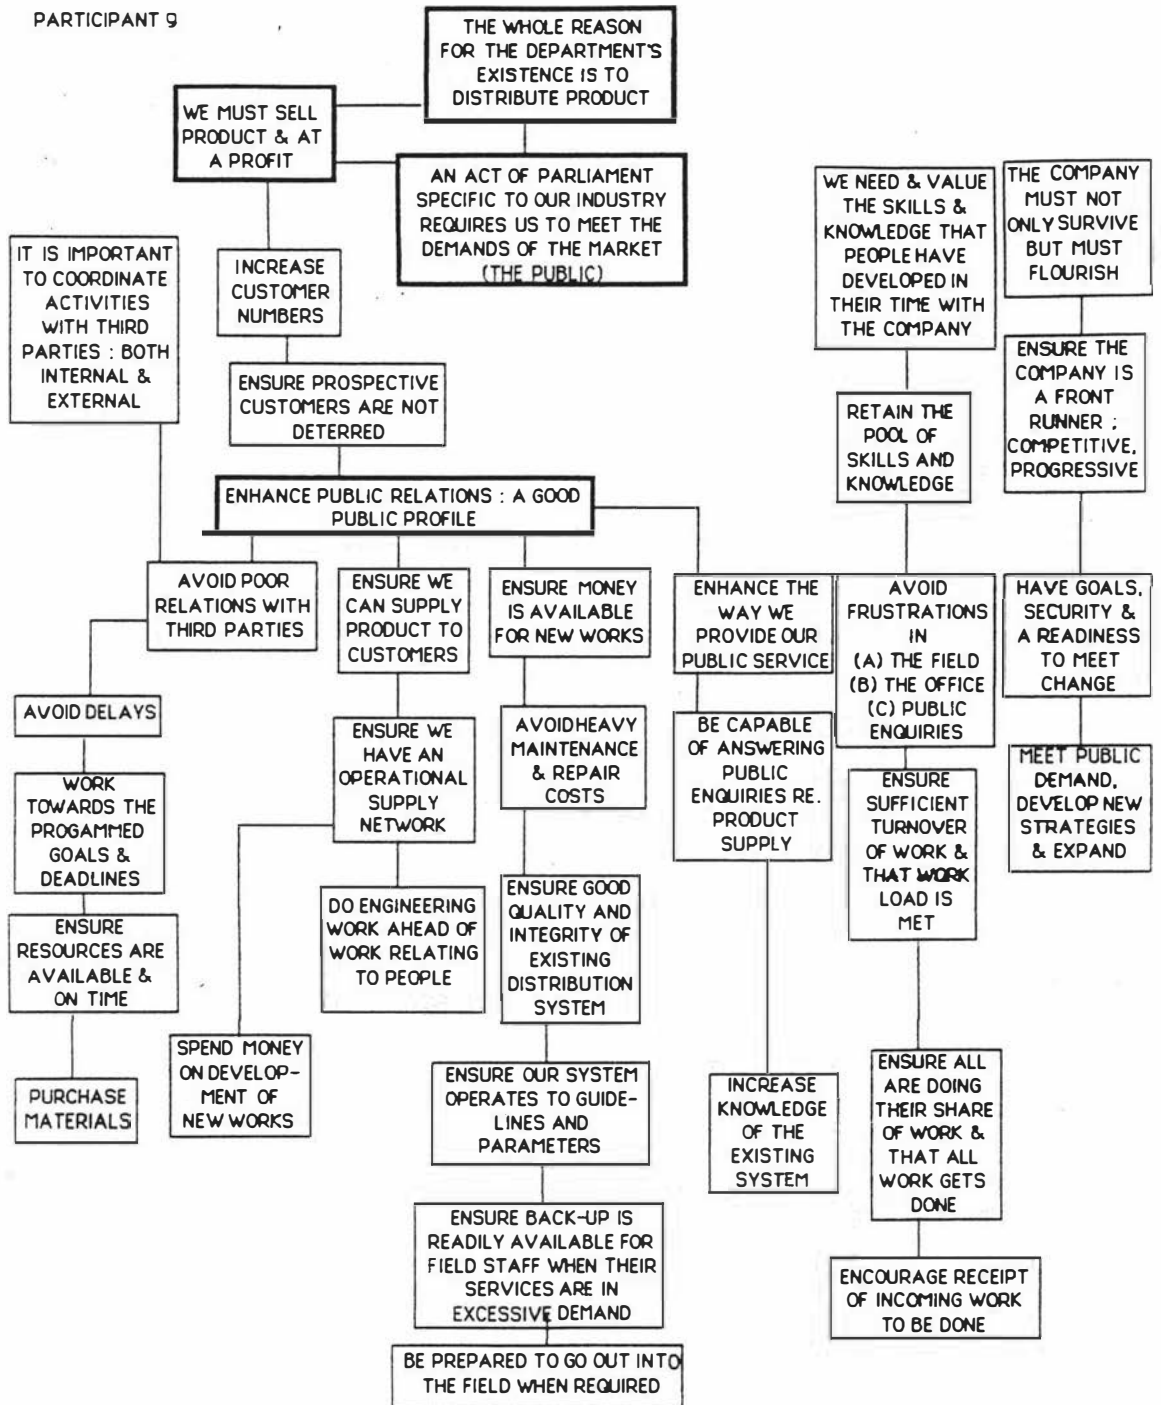 PARTICIPANT 9
THE WHOLE REASON
FOR THE DEPARTMENT'S
EXISTENCE IS TO
DISTRIBUTE PRODUCT
WE MUST SELL
PRODUCT & AT
A PROFIT
AN ACT OF PARLIAMENT
SPECIFIC TO OUR INDUSTRY
REQUIRES US TO MEET THE
DEMANDS OF THE MARKET
(THE PUBLIC)
WE NEED & VALUE
THE SKILLS &
KNOWLEDGE THAT
PEOPLE HAVE
DEVELOPED IN
THEIR TIME WITH
THE COMPANY
THE COMPANY
MUST NOT
ONLY SURVIVE
BUT MUST
FLOURISH
IT IS IMPORTANT
TO COORDINATE
ACTIVITIES
WITH THIRD
PARTIES : BOTH
INTERNAL &
EXTERNAL
INCREASE
CUSTOMER
NUMBERS
ENSURE PROSPECTIVE
CUSTOMERS ARE NOT
DETERRED
RETAIN THE
POOL OF
SKILLS AND
KNOWLEDGE
ENSURE THE
COMPANY IS
A FRONT
RUNNER ;
COMPETITIVE,
PROGRESSIVE
ENHANCE PUBLIC RELATIONS : A GOOD
PUBLIC PROFILE
AVOID POOR
RELATIONS WITH
THIRD PARTIES
ENSURE WE
CAN SUPPLY
PRODUCT TO
CUSTOMERS
ENSURE MONEY
IS AVAILABLE
FOR NEW WORKS
ENHANCE THE
WAY WE
PROVIDE OUR
PUBLIC SERVICE
AVOID
FRUSTRATIONS
IN
(A) THE FIELD
(B) THE OFFICE
(C) PUBLIC
ENQUIRIES
HAVE GOALS,
SECURITY &
A READINESS
TO MEET
CHANGE
AVOID DELAYS
ENSURE WE
HAVE AN
OPERATIONAL
SUPPLY
NETWORK
AVOIDHEAVY
MAINTENANCE
& REPAIR
COSTS
BE CAPABLE
OF ANSWERING
PUBLIC
ENQUIRIES RE.
PRODUCT
SUPPLY
ENSURE
SUFFICIENT
TURNOVER
OF WORK &
THAT WORK
LOAD IS
MET
MEET PUBLIC
DEMAND,
DEVELOP NEW
STRATEGIES
& EXPAND
WORK
TOWARDS THE
PROGAMMED
GOALS &
DEADLINES
DO ENGINEERING
WORK AHEAD OF
WORK RELATING
TO PEOPLE
ENSURE GOOD
QUALITY AND
INTEGRITY OF
EXISTING
DISTRIBUTION
SYSTEM
ENSURE
RESOURCES ARE
AVAILABLE &
ON TIME
SPEND MONEY
ON DEVELOP-
MENT OF
NEW WORKS
PURCHASE
MATERIALS
ENSURE OUR SYSTEM
OPERATES TO GUIDE-
LINES AND
PARAMETERS
INCREASE
KNOWLEDGE
OF THE
EXISTING
SYSTEM
ENSURE ALL
ARE DOING
THEIR SHARE
OF WORK &
THAT ALL
WORK GETS
DONE
ENSURE BACK-UP IS
READILY AVAILABLE FOR
FIELD STAFF WHEN THEIR
SERVICES ARE IN
EXCESSIVE DEMAND
ENCOURAGE RECEIPT
OF INCOMING WORK
TO BE DONE
BE PREPARED TO GO OUT INTO
THE FIELD WHEN REQUIRED